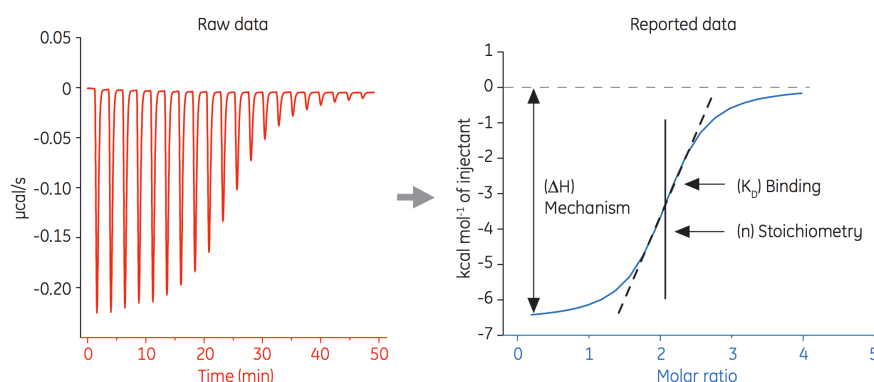 Raw data
0.05
0
-0.05
-0.10
-0.15
-0.20
µcal/s
0 10 20 30 40 50
Time (min)
Reported data
1
0
-1
-2
-3
-4
-5
-6
-7
kcal mol-1 of injectant
(ΔH)
Mechanism
(KD) Binding
(n) Stoichiometry
0 1 2 3 4 5
Molar ratio